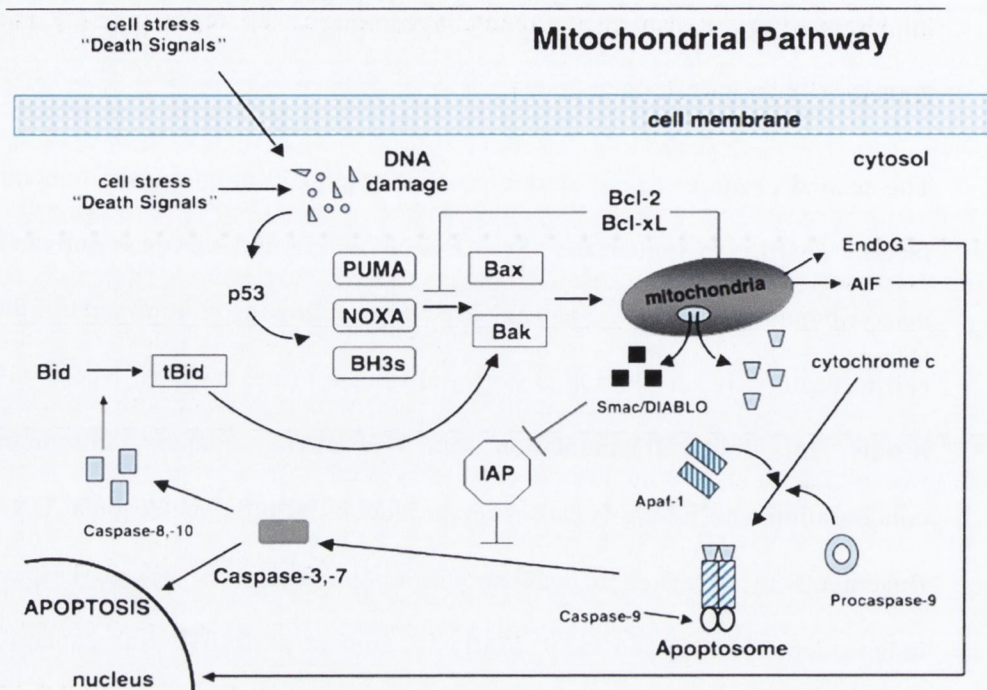 cell stress
"Death Signals"
Mitochondrial Pathway
cell membrane
cytosol
DNA
damage
cell stress
"Death Signals"
Bcl-2
Bcl-xL
EndoG
PUMA
Bax
mitochondria
AIF
p53
NOXA
Bak
BH3s
cytochrome c
Bid
tBid
Smac/DIABLO
IAP
Apaf-1
Caspase-8,-10
Caspase-3,-7
APOPTOSIS
Procaspase-9
Caspase-9
Apoptosome
nucleus